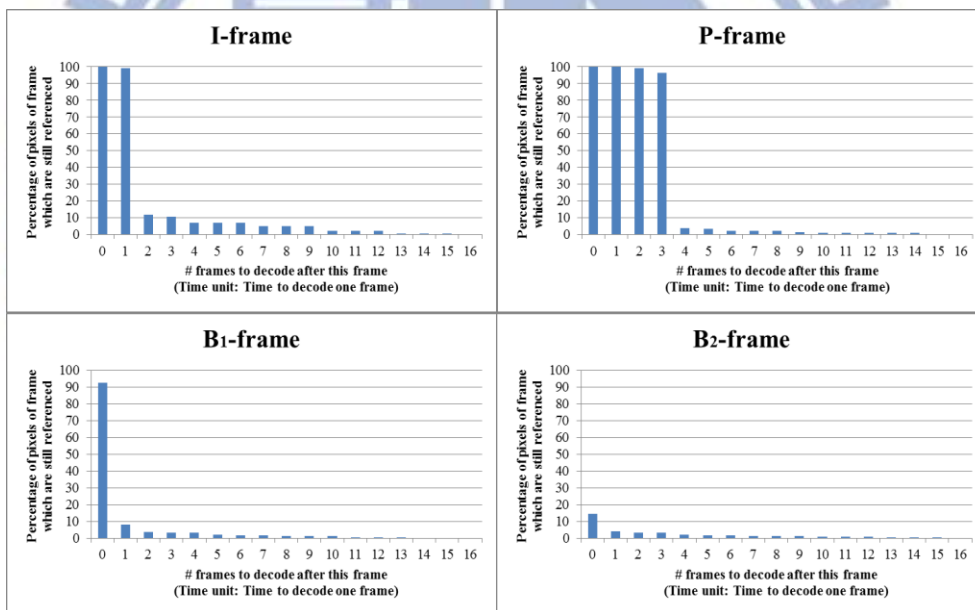 I-frame
Percentage of pixels of frame
which are still referenced
100
90
80
70
60
50
40
30
20
10
0
0 1 2 3 4 5 6 7 8 9 10 11 12 13 14 15 16
# frames to decode after this frame
(Time unit: Time to decode one frame)
P-frame
Percentage of pixels of frame
which are still referenced
100
90
80
70
60
50
40
30
20
10
0
0 1 2 3 4 5 6 7 8 9 10 11 12 13 14 15 16
# frames to decode after this frame
(Time unit: Time to decode one frame)
B1-frame
Percentage of pixels of frame
which are still referenced
100
90
80
70
60
50
40
30
20
10
0
0 1 2 3 4 5 6 7 8 9 10 11 12 13 14 15 16
# frames to decode after this frame
(Time unit: Time to decode one frame)
B2-frame
Percentage of pixels of frame
which are still referenced
100
90
80
70
60
50
40
30
20
10
0
0 1 2 3 4 5 6 7 8 9 10 11 12 13 14 15 16
# frames to decode after this frame
(Time unit: Time to decode one frame)